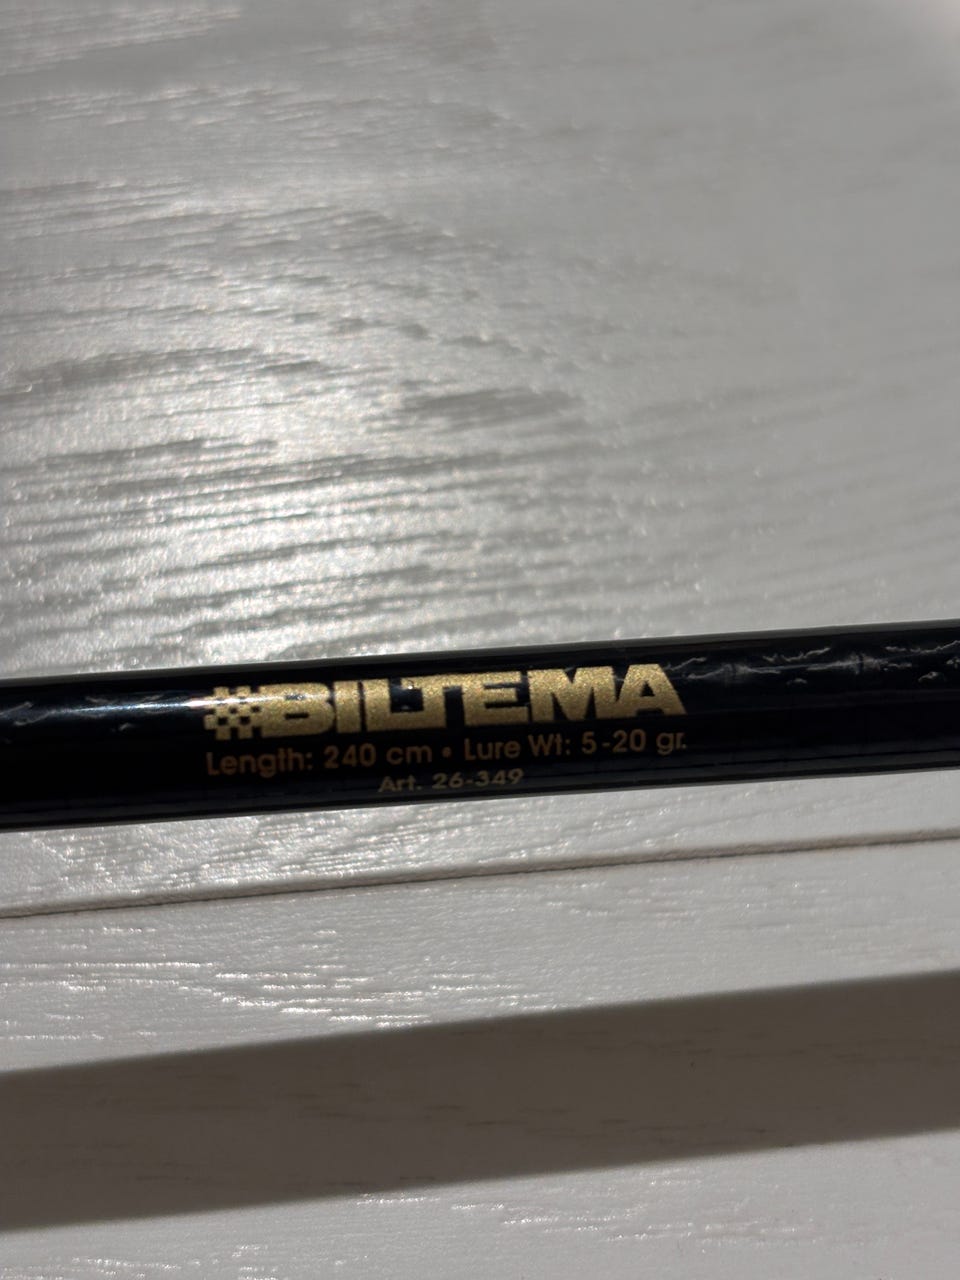 BILTEMA
Length: 240 cm • Lure Wt: 5-20 gr.
Art. 26-349